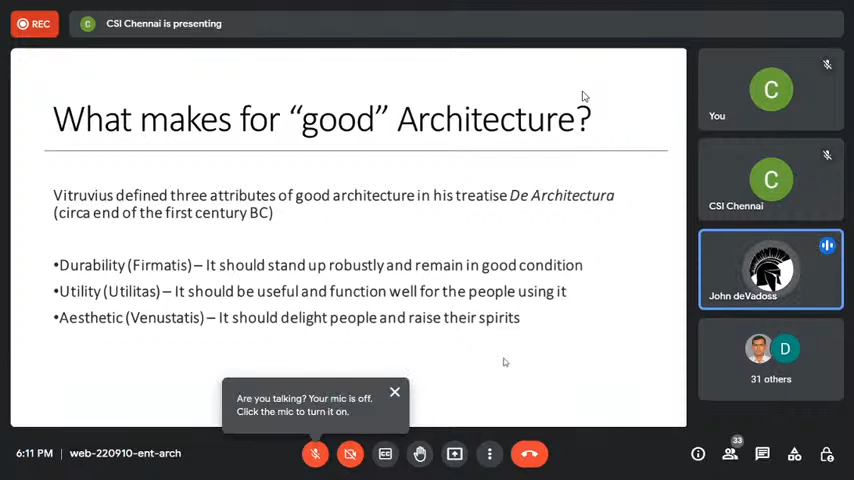 REC
C
CSI Chennai is presenting
What makes for “good” Architecture?
Vitruvius defined three attributes of good architecture in his treatise De Architectura
(circa end of the first century BC)
•Durability (Firmatis) – It should stand up robustly and remain in good condition
•Utility (Utilitas) – It should be useful and function well for the people using it
•Aesthetic (Venustatis) – It should delight people and raise their spirits
Are you talking? Your mic is off.
Click the mic to turn it on.
C
You
C
CSI Chennai
John deVadoss
D
31 others
6:11 PM | web-220910-ent-arch
CC
33